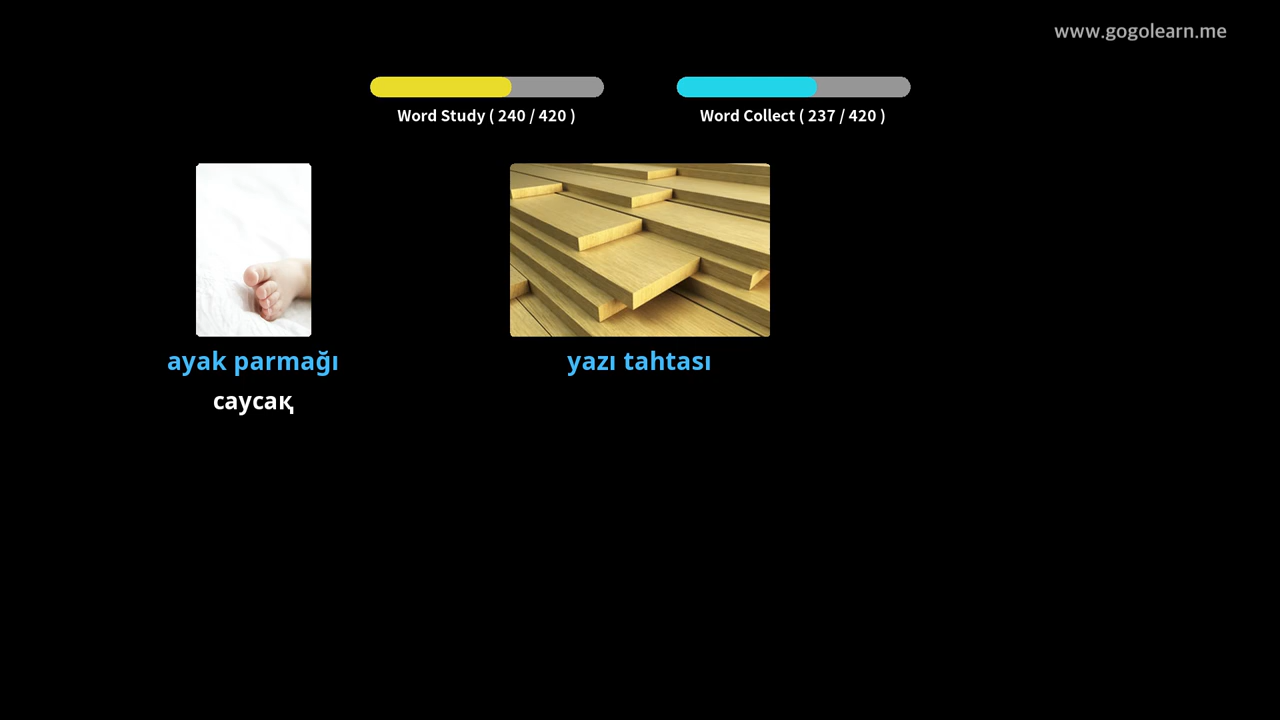 www.gogolearn.me
Word Study ( 240 / 420 )
Word Collect ( 237 / 420 )
ayak parmağı
саусақ
yazı tahtası